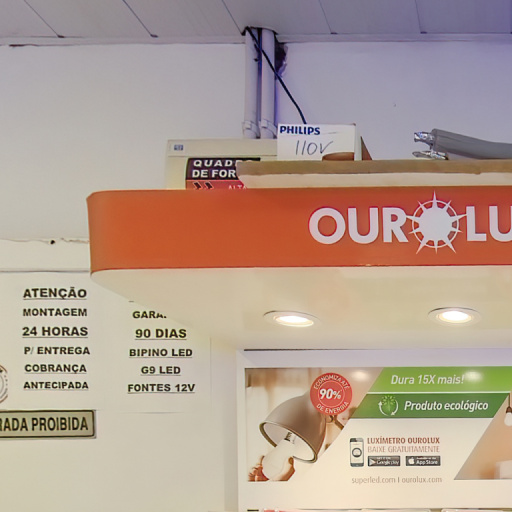 PHILIPS
110V
QUADRO
DE FOR
OUROLU
ATENÇÃO
MONTAGEM
24 HORAS
P/ ENTREGA
COBRANÇA
ANTECIPADA
GARA
90 DIAS
BIPINO LED
G9 LED
FONTES 12V
RADA PROIBIDA
ECONOMIZA ATÉ
90%
DE ENERGIA
Dura 15X mais!
Produto ecológico
LUXÍMETRO OUROLUX
BAIXE GRATUITAMENTE
Google play
App Store
superled.com | ourolux.com